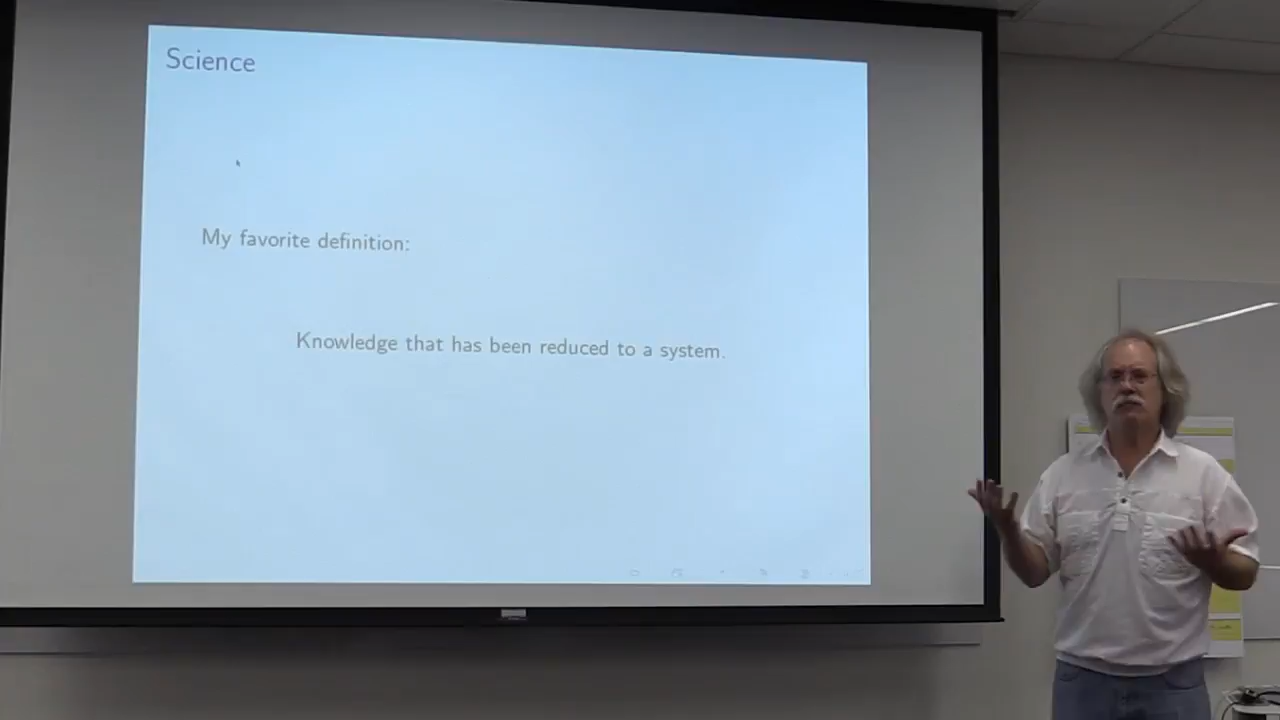 Science
My favorite definition:
Knowledge that has been reduced to a system.